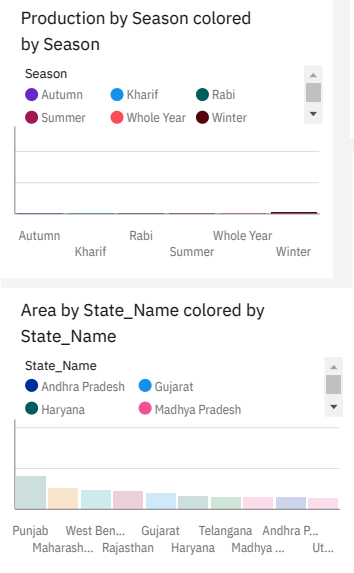 Production by Season colored
by Season
Season
Autumn Kharif Rabi
Summer Whole Year Winter
Autumn Rabi Whole Year
Kharif Summer Winter
Area by State_Name colored by
State_Name
State_Name
Andhra Pradesh Gujarat
Haryana Madhya Pradesh
Punjab West Ben... Gujarat Telangana Andhra P...
Maharash... Rajasthan Haryana Madhya ... Ut...